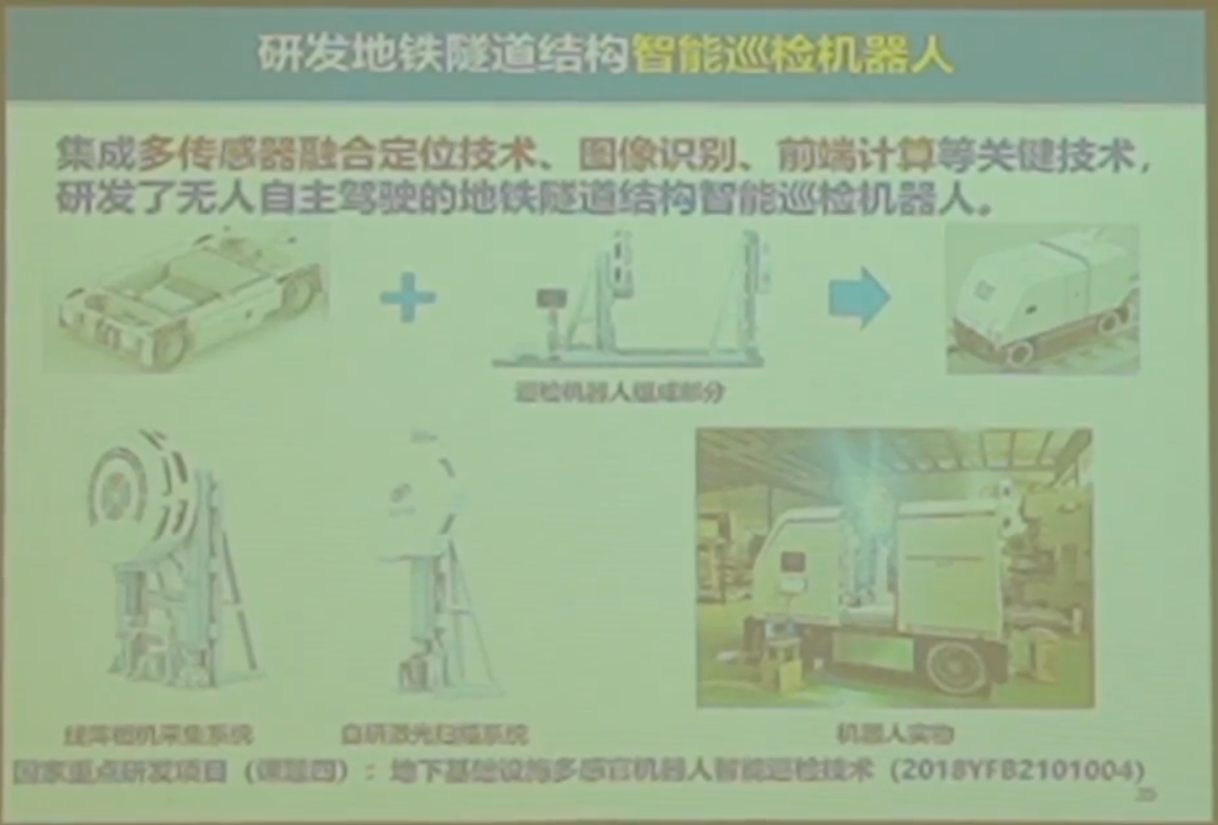 研发地铁隧道结构智能巡检机器人
集成多传感器融合定位技术、图像识别、前端计算等关键技术，
研发了无人自主驾驶的地铁隧道结构智能巡检机器人。
巡检机器人组成部分
线阵相机采集系统
自研激光扫描系统
机器人实物
国家重点研发项目（课题四）：地下基础设施多感官机器人智能巡检技术（2018YFB2101004）